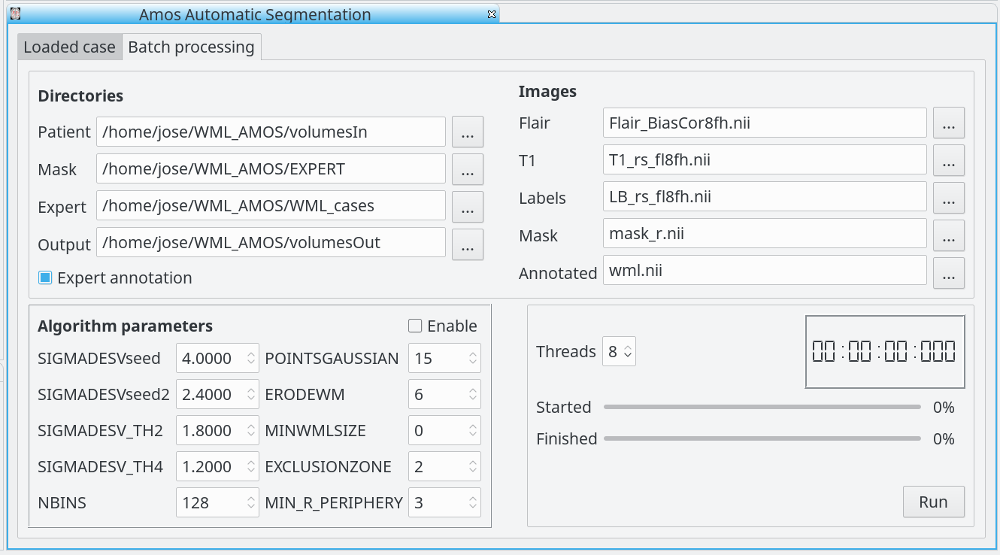 Amos Automatic Segmentation
Loaded case Batch processing
Directories
Patient /home/jose/WML_AMOS/volumesIn ...
Mask /home/jose/WML_AMOS/EXPERT ...
Expert /home/jose/WML_AMOS/WML_cases ...
Output /home/jose/WML_AMOS/volumesOut ...
Expert annotation
Images
Flair Flair_BiasCor8fh.nii ...
T1 T1_rs_fl8fh.nii ...
Labels LB_rs_fl8fh.nii ...
Mask mask_r.nii ...
Annotated wml.nii ...
Algorithm parameters Enable
SIGMADESVseed 4.0000 POINTSGAUSSIAN 15
SIGMADESVseed2 2.4000 ERODEWM 6
SIGMADESV_TH2 1.8000 MINWMLSIZE 0
SIGMADESV_TH4 1.2000 EXCLUSIONZONE 2
NBINS 128 MIN_R_PERIPHERY 3
Threads 8 00:00:00:000
Started 0%
Finished 0%
Run